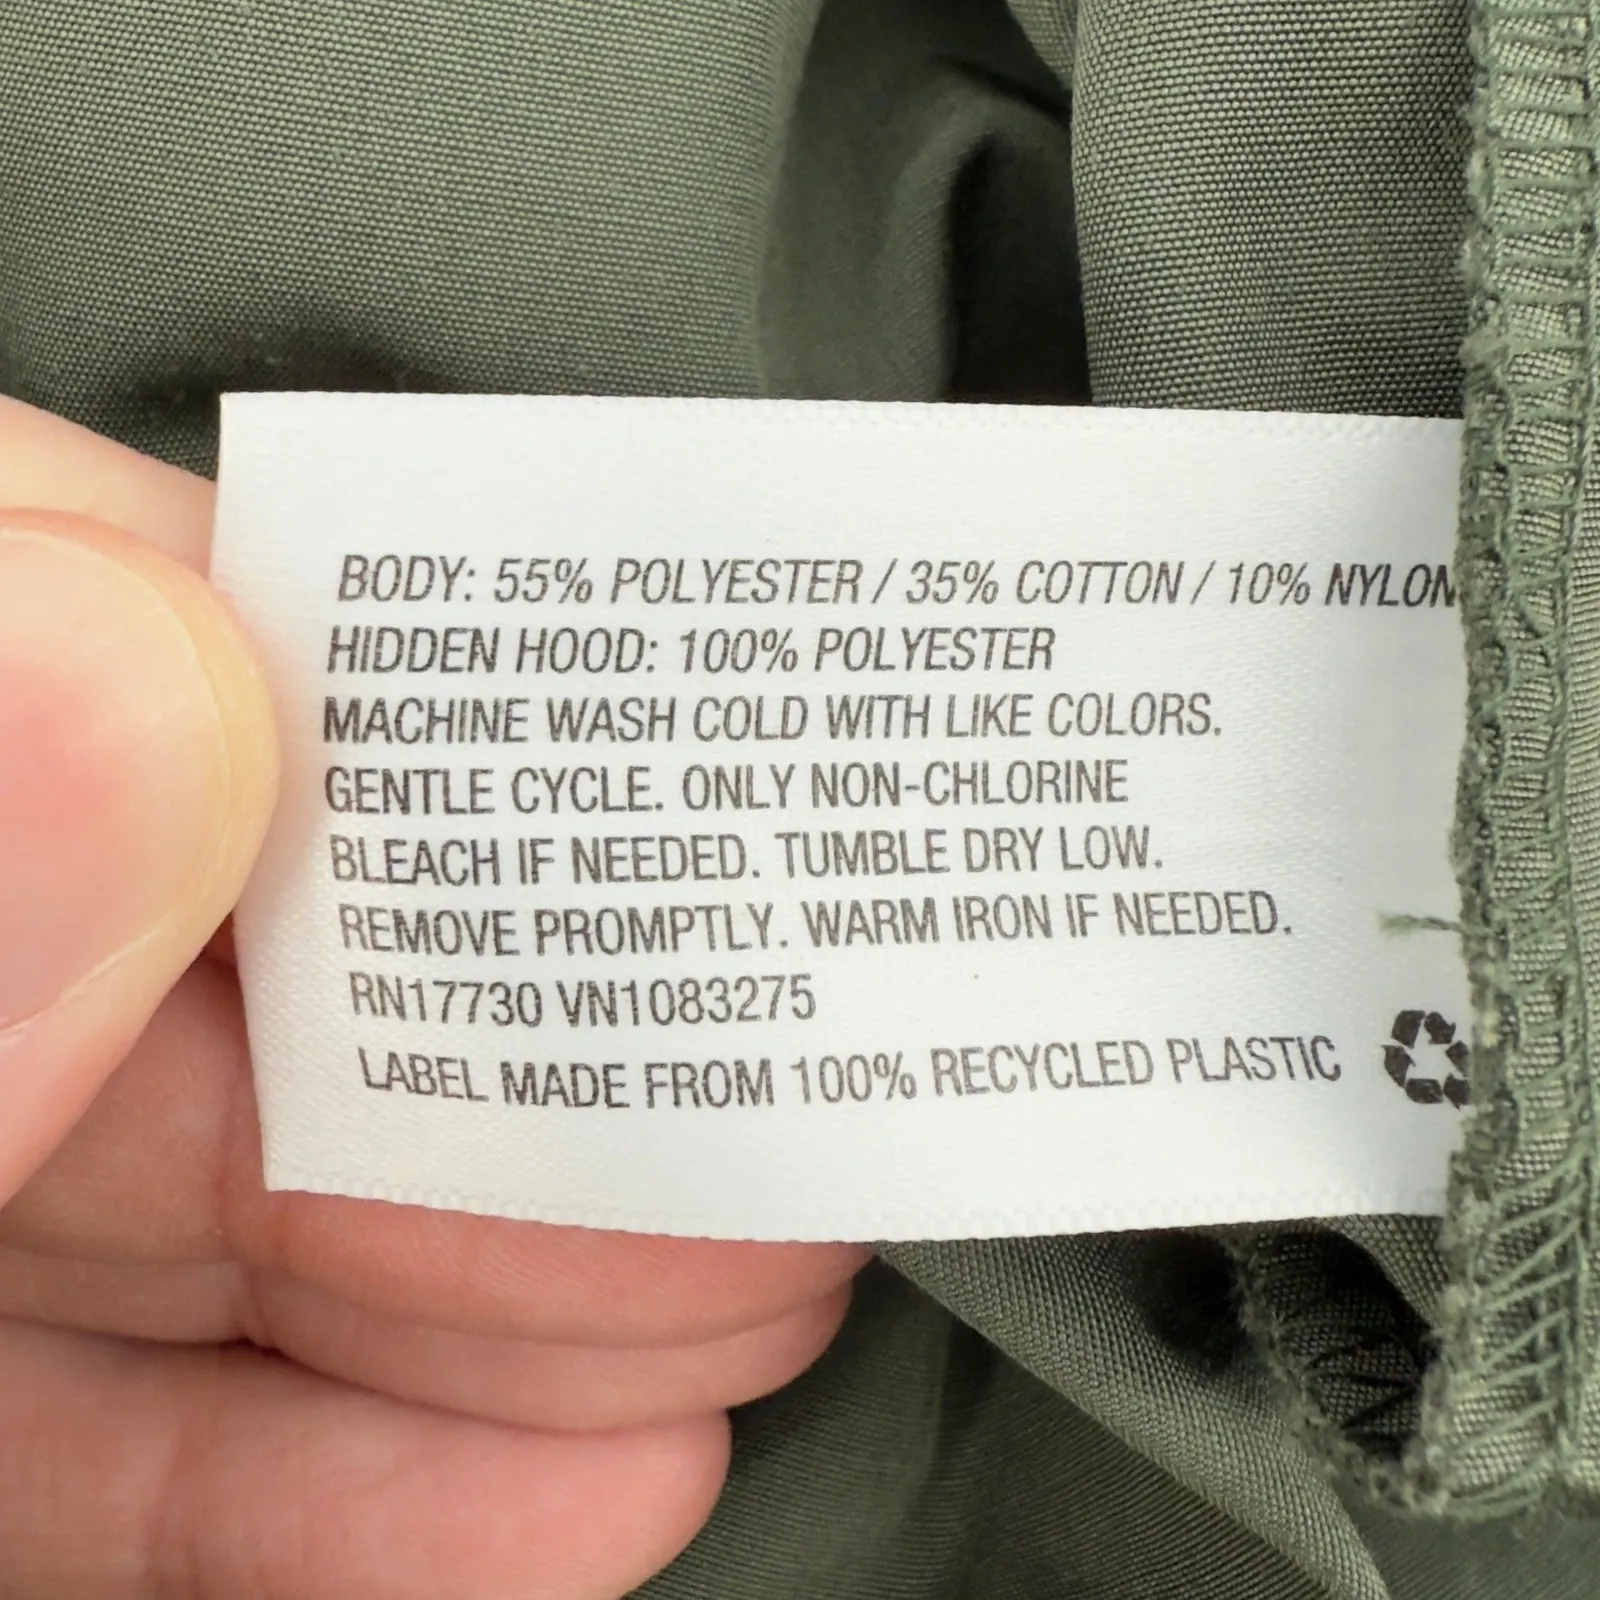 BODY: 55% POLYESTER / 35% COTTON / 10% NYLON
HIDDEN HOOD: 100% POLYESTER
MACHINE WASH COLD WITH LIKE COLORS.
GENTLE CYCLE. ONLY NON-CHLORINE
BLEACH IF NEEDED. TUMBLE DRY LOW.
REMOVE PROMPTLY. WARM IRON IF NEEDED.
RN17730 VN1083275
LABEL MADE FROM 100% RECYCLED PLASTIC